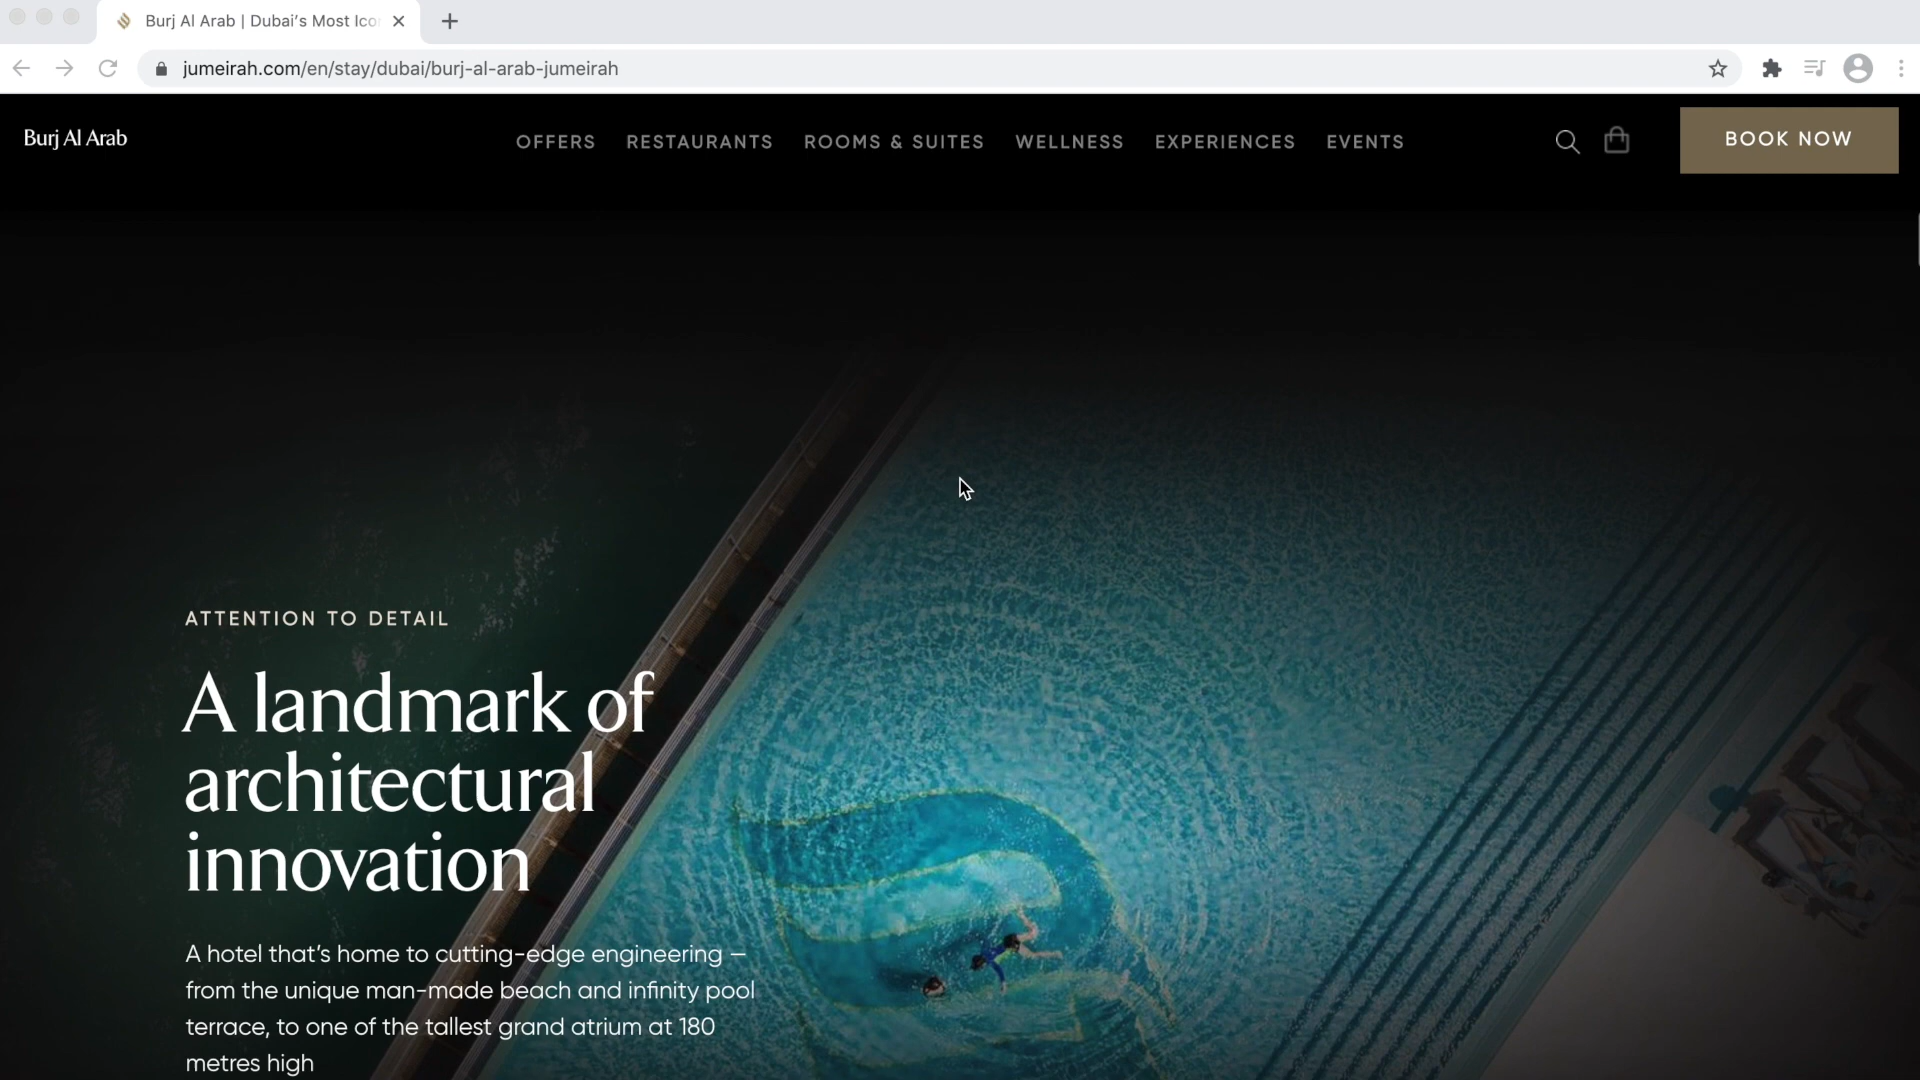 Burj Al Arab | Dubai's Most Ico
jumeirah.com/en/stay/dubai/burj-al-arab-jumeirah
Burj Al Arab
OFFERS RESTAURANTS ROOMS & SUITES WELLNESS EXPERIENCES EVENTS
BOOK NOW
ATTENTION TO DETAIL
A landmark of
architectural
innovation
A hotel that's home to cutting-edge engineering –
from the unique man-made beach and infinity pool
terrace, to one of the tallest grand atrium at 180
metres high